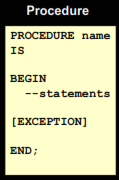 Procedure
PROCEDURE name
IS
BEGIN
--statements
[EXCEPTION]
END;